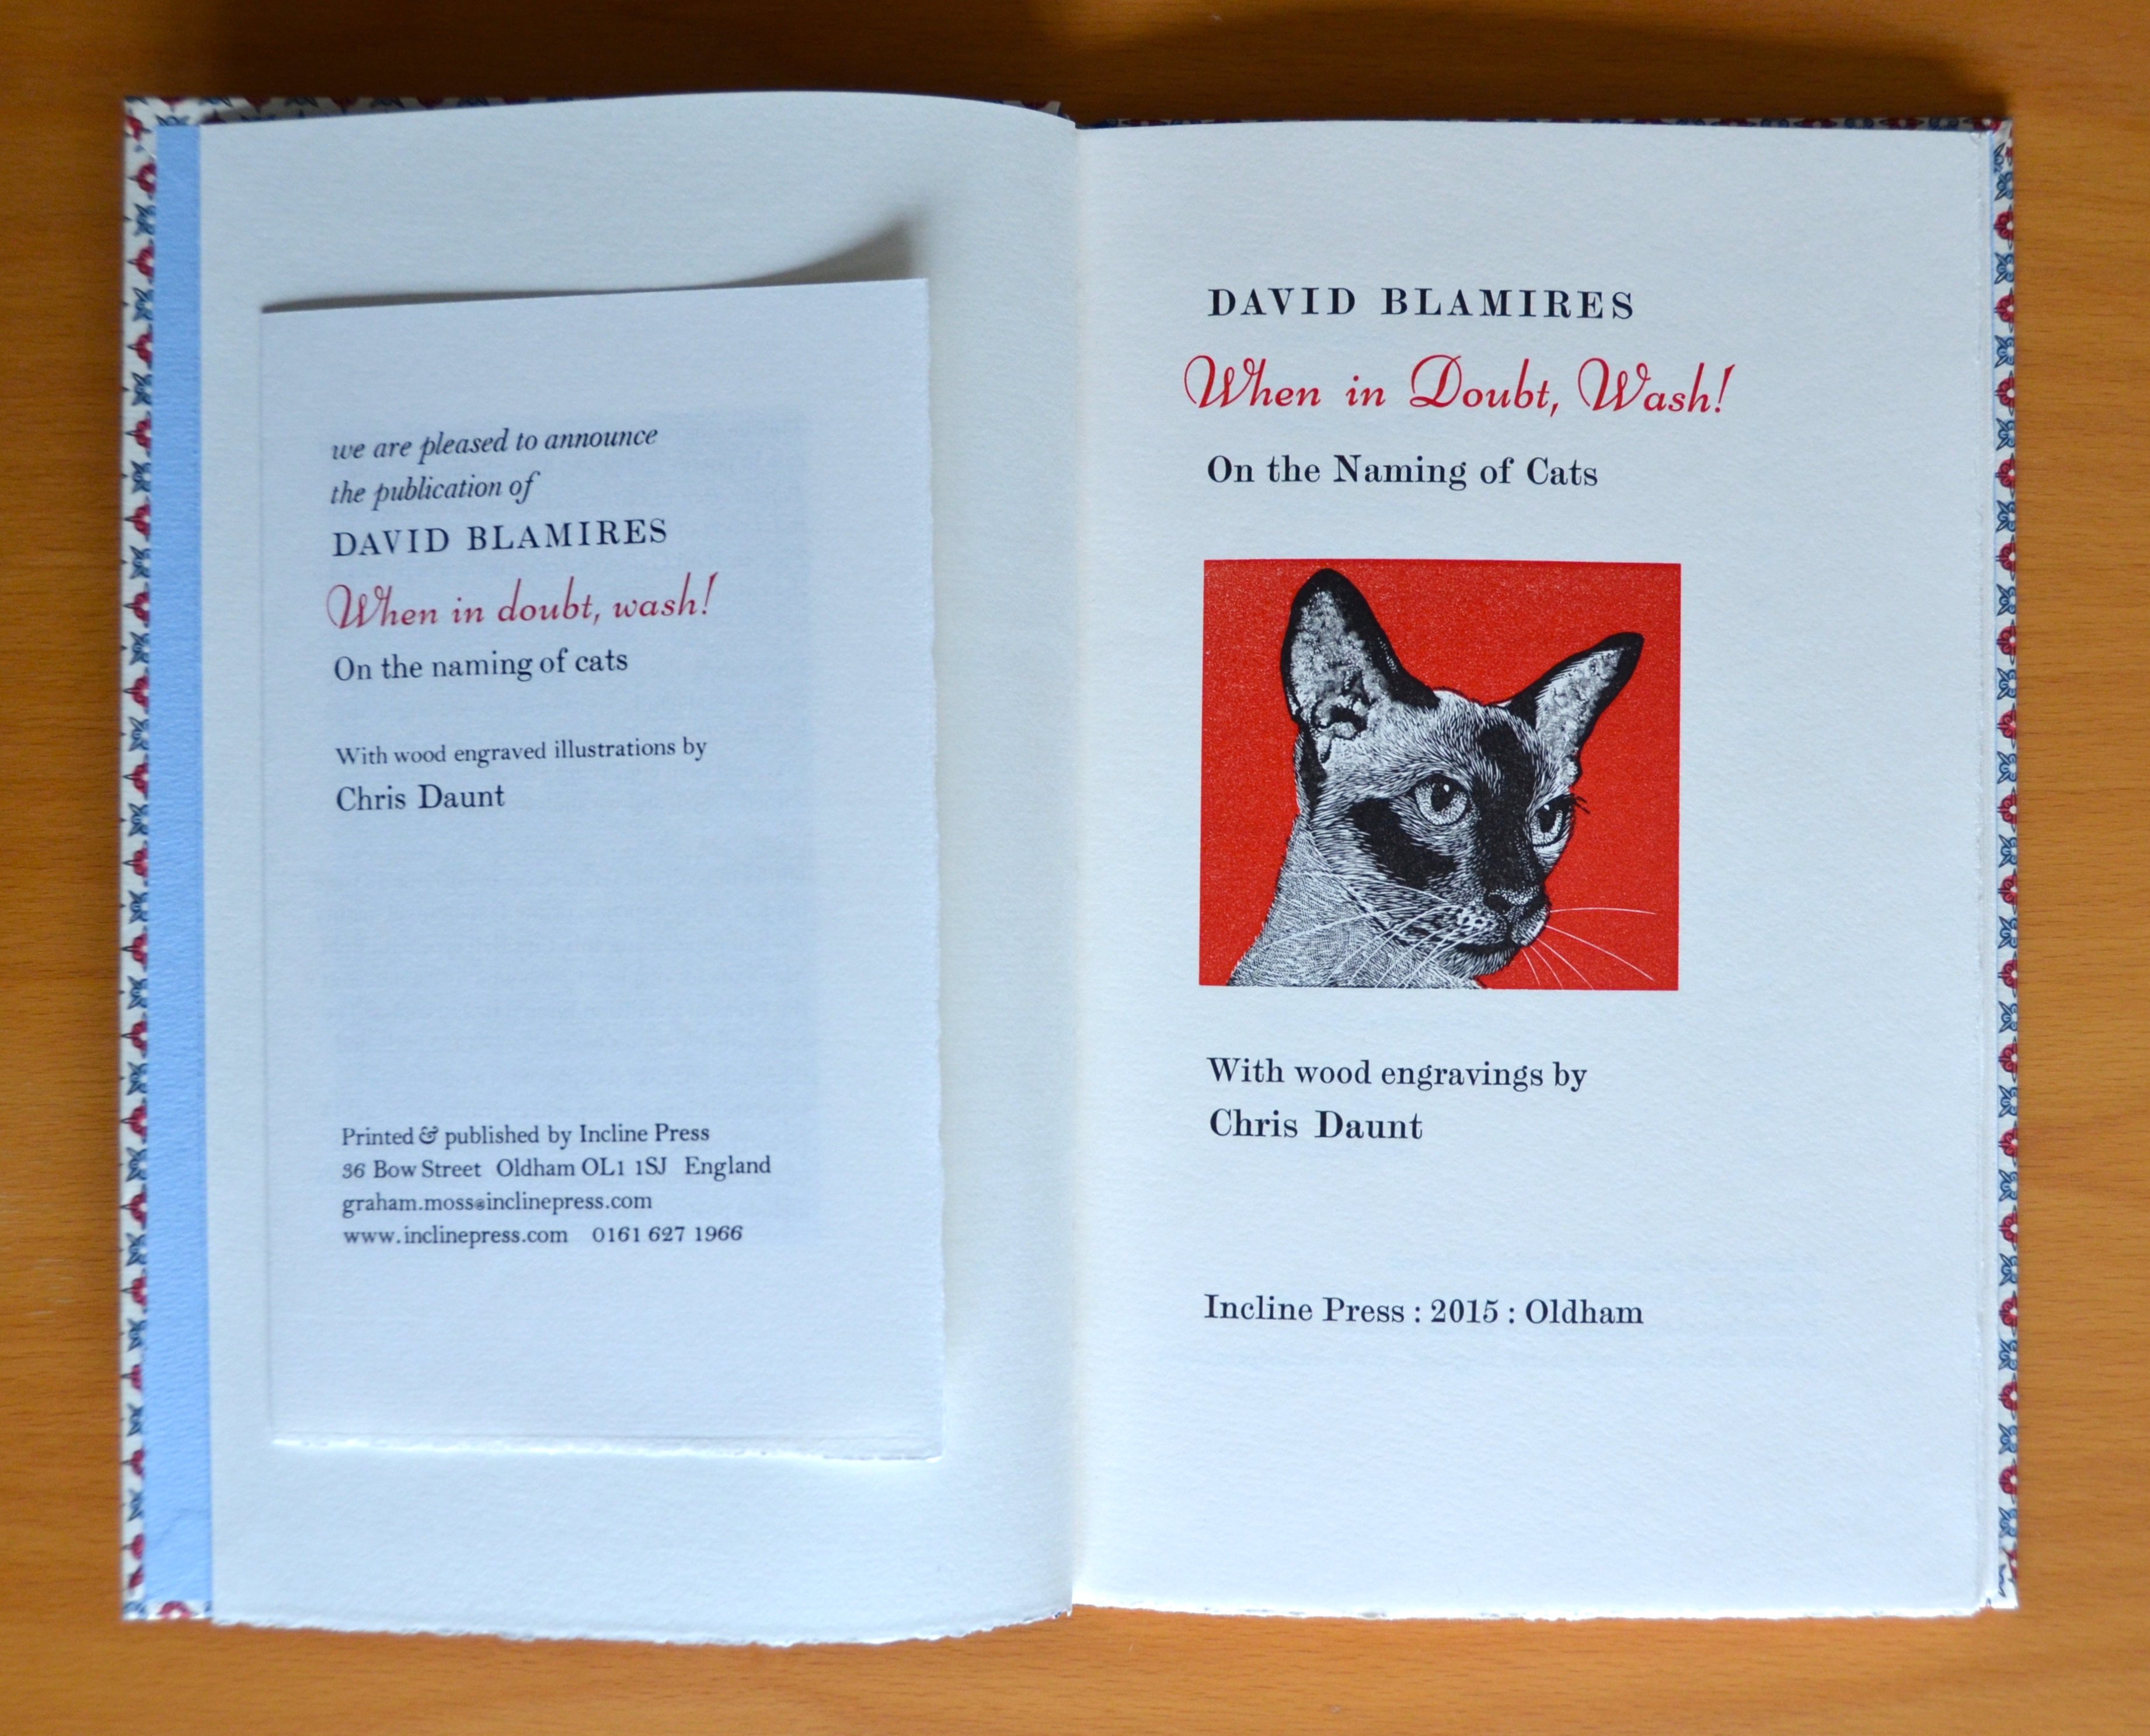 we are pleased to announce
the publication of
DAVID BLAMIRES
When in doubt, wash!
On the naming of cats
With wood engraved illustrations by
Chris Daunt
Printed & published by Incline Press
36 Bow Street Oldham OL1 1SJ England
graham.moss@inclinepress.com
www.inclinepress.com 0161 627 1966
DAVID BLAMIRES
When in Doubt, Wash!
On the Naming of Cats
With wood engravings by
Chris Daunt
Incline Press : 2015 : Oldham